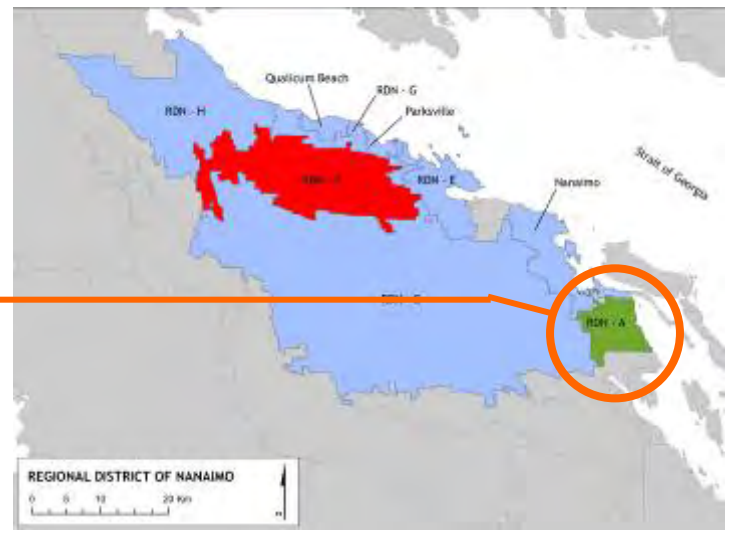 Qualicum Beach
RDN - G
RDN - H
Parksville
RDN - F
RDN - E
Nanaimo
Strait of Georgia
RDN - A
REGIONAL DISTRICT OF NANAIMO
0 5 10 20 Km
N